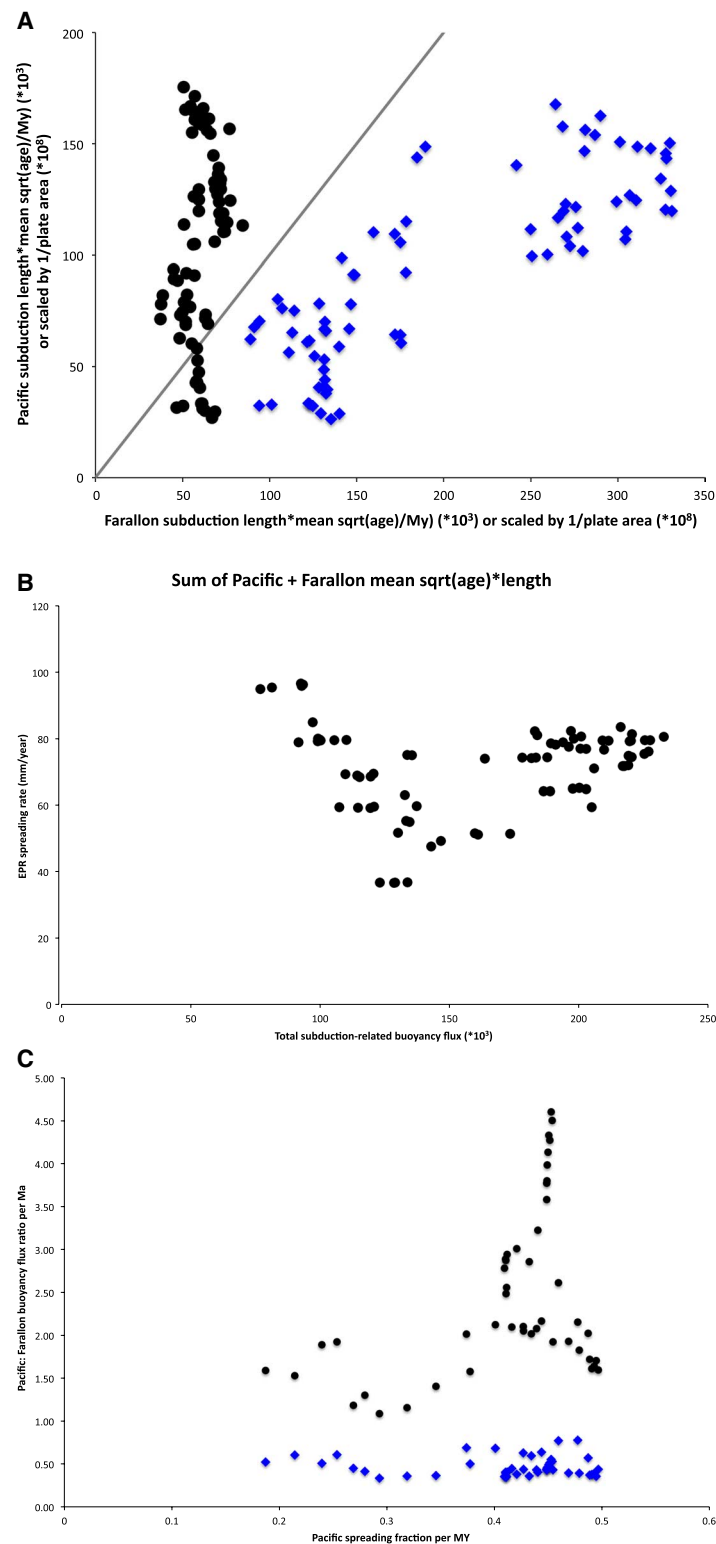 A
Pacific subduction length*mean sqrt(age)/My) (*10³)
or scaled by 1/plate area (*10⁸)
200
150
100
50
0
0 50 100 150 200 250 300 350
Farallon subduction length*mean sqrt(age)/My) (*10³) or scaled by 1/plate area (*10⁸)
B
Sum of Pacific + Farallon mean sqrt(age)*length
EPR spreading rate (mm/year)
120
100
80
60
40
20
0
0 50 100 150 200 250
Total subduction-related buoyancy flux (*10³)
C
Pacific: Farallon buoyancy flux ratio per Ma
5.00
4.50
4.00
3.50
3.00
2.50
2.00
1.50
1.00
0.50
0.00
0 0.1 0.2 0.3 0.4 0.5 0.6
Pacific spreading fraction per MY